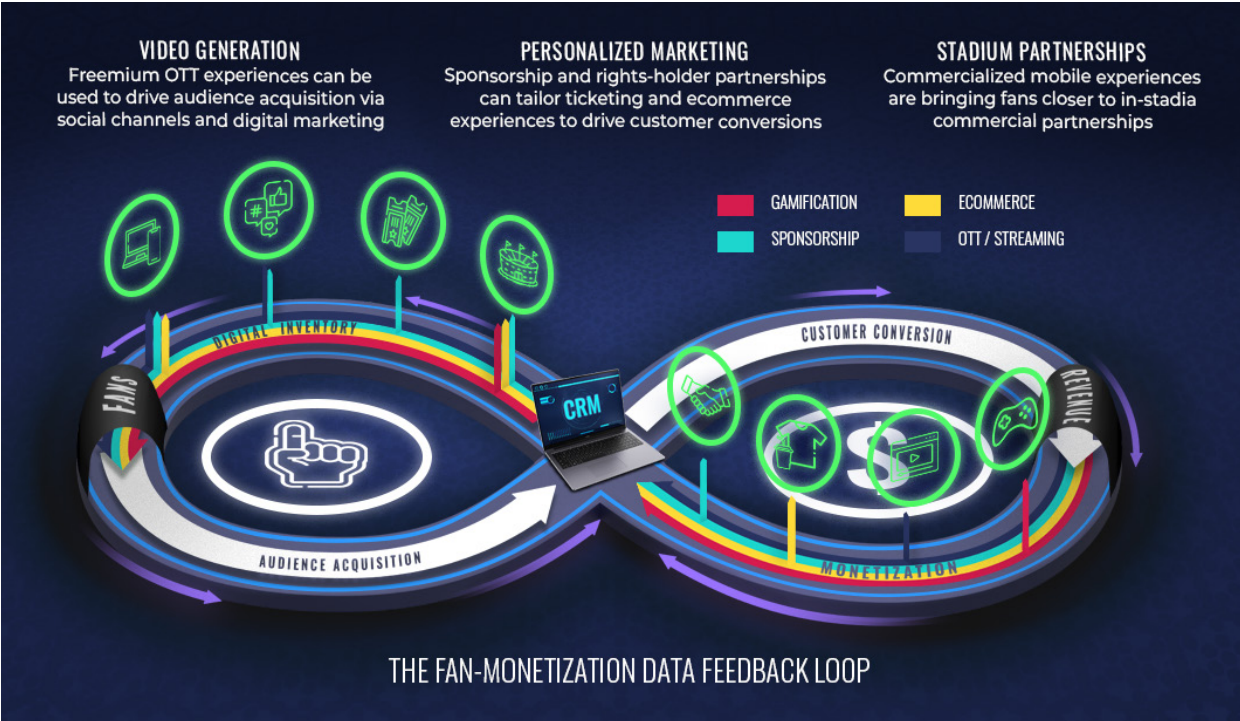 VIDEO GENERATION
Freemium OTT experiences can be
used to drive audience acquisition via
social channels and digital marketing
PERSONALIZED MARKETING
Sponsorship and rights-holder partnerships
can tailor ticketing and ecommerce
experiences to drive customer conversions
STADIUM PARTNERSHIPS
Commercialized mobile experiences
are bringing fans closer to in-stadia
commercial partnerships
GAMIFICATION
ECOMMERCE
SPONSORSHIP
OTT / STREAMING
#
DIGITAL INVENTORY
CUSTOMER CONVERSION
FANS
CRM
REVENUE
$
AUDIENCE ACQUISITION
MONETIZATION
THE FAN-MONETIZATION DATA FEEDBACK LOOP